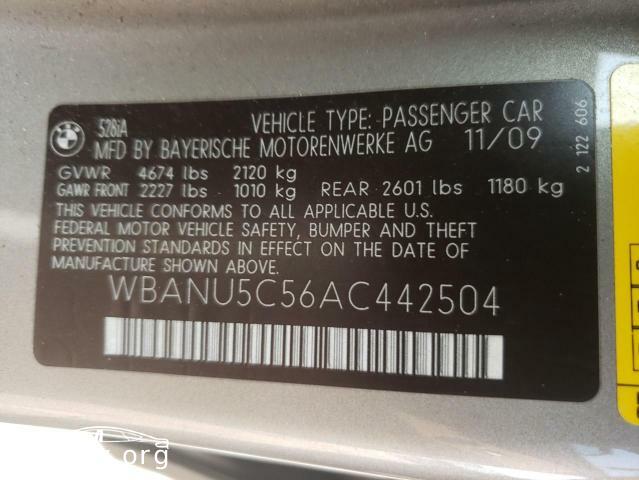 528iA VEHICLE TYPE: PASSENGER CAR
MFD BY BAYERISCHE MOTORENWERKE AG 11/09
GVWR 4674 lbs 2120 kg
GAWR FRONT 2227 lbs 1010 kg REAR 2601 lbs 1180 kg
THIS VEHICLE CONFORMS TO ALL APPLICABLE U.S.
FEDERAL MOTOR VEHICLE SAFETY, BUMPER AND THEFT
PREVENTION STANDARDS IN EFFECT ON THE DATE OF
MANUFACTURE.
WBANU5C56AC442504
2 122 606
.org